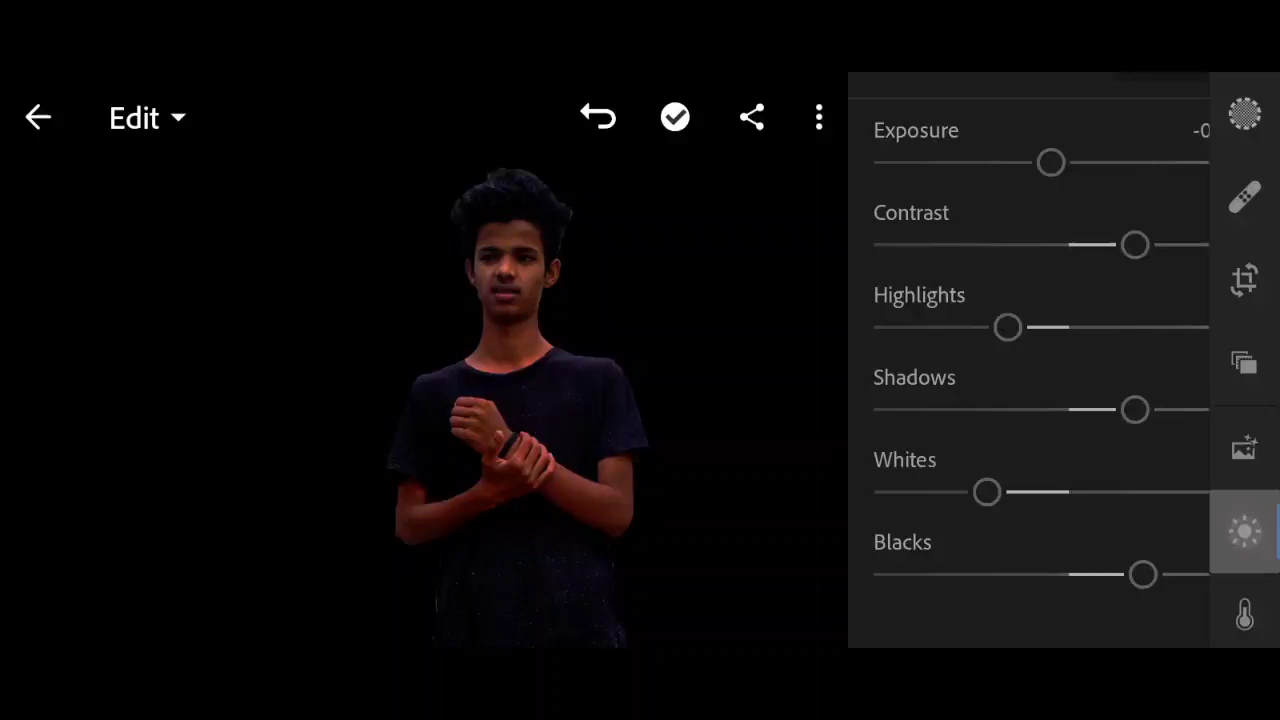 Edit
Exposure -0
Contrast
Highlights
Shadows
Whites
Blacks